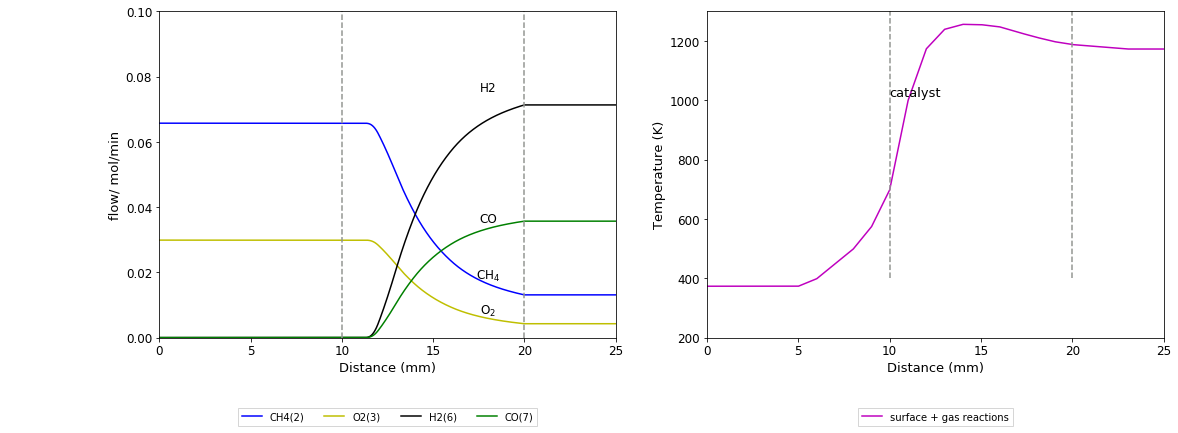 0.10
0.08
0.06
0.04
0.02
0.00
flow/ mol/min
H2
CO
CH₄
O₂
0 5 10 15 20 25
Distance (mm)
CH4(2) O2(3) H2(6) CO(7)
1200
1000
800
600
400
200
Temperature (K)
catalyst
0 5 10 15 20 25
Distance (mm)
surface + gas reactions